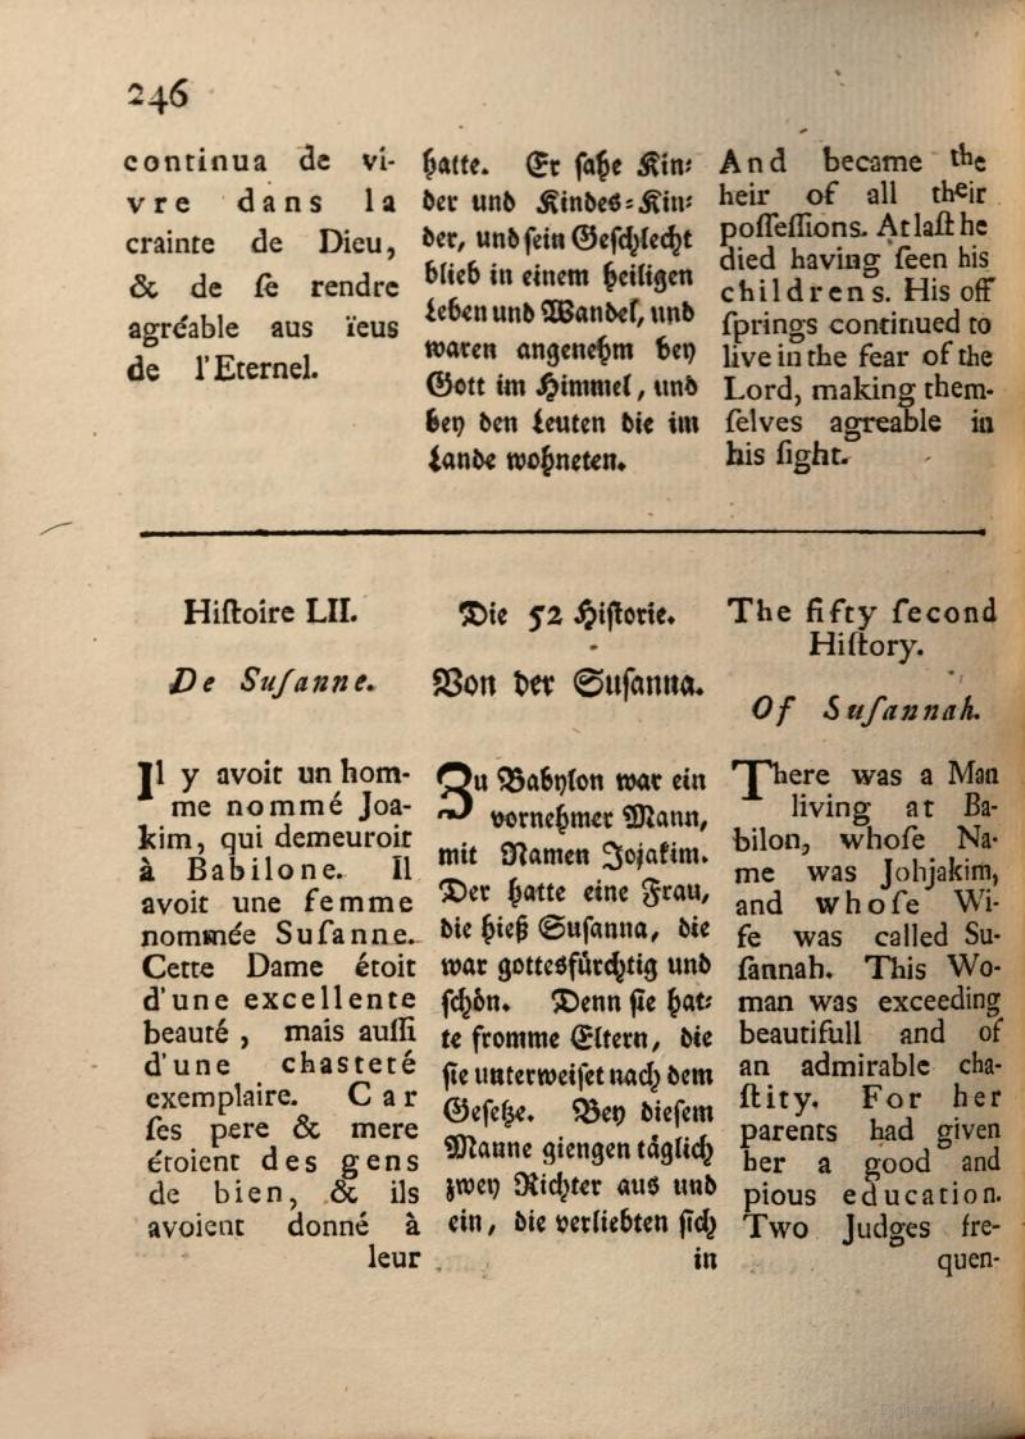 246
continua de vi-
vre dans la
crainte de Dieu,
& de ſe rendre
agréable aus ïeus
de l'Eternel.
hatte. Er ſahe Kin⸗
der und Kindes⸗Kin⸗
der, und ſein Geſchlecht
blieb in einem heiligen
Leben und Wandel, und
waren angenehm bey
Gott im Himmel, und
bey den Leuten die im
Lande wohneten.
And became the
heir of all their
poſſeſſions. At laſt he
died having ſeen his
childrens. His off
ſprings continued to
live in the fear of the
Lord, making them-
ſelves agreable in
his ſight.
Hiſtoire LII.
De Suſanne.
Il y avoit un hom-
me nommé Joa-
kim, qui demeuroit
à Babilone. Il
avoit une femme
nommée Suſanne.
Cette Dame étoit
d'une excellente
beauté, mais auſſi
d'une chasteté
exemplaire. Car
ſes pere & mere
étoient des gens
de bien, & ils
avoient donné à
leur
Die 52 Hiſtorie.
Von der Suſanna.
Zu Babylon war ein
vornehmer Mann,
mit Namen Jojakim.
Der hatte eine Frau,
die hieß Suſanna, die
war gottesfürchtig und
ſchön. Denn ſie hat⸗
te fromme Eltern, die
ſie unterweiſet nach dem
Geſetze. Bey dieſem
Manne giengen täglich
zwey Richter aus und
ein, die verliebten ſich
in
The fifty ſecond
Hiſtory.
Of Suſannah.
There was a Man
living at Ba-
bilon, whoſe Na-
me was Johjakim,
and whoſe Wi-
fe was called Su-
ſannah. This Wo-
man was exceeding
beautifull and of
an admirable cha-
ſtity. For her
parents had given
her a good and
pious education.
Two Judges fre-
quen-